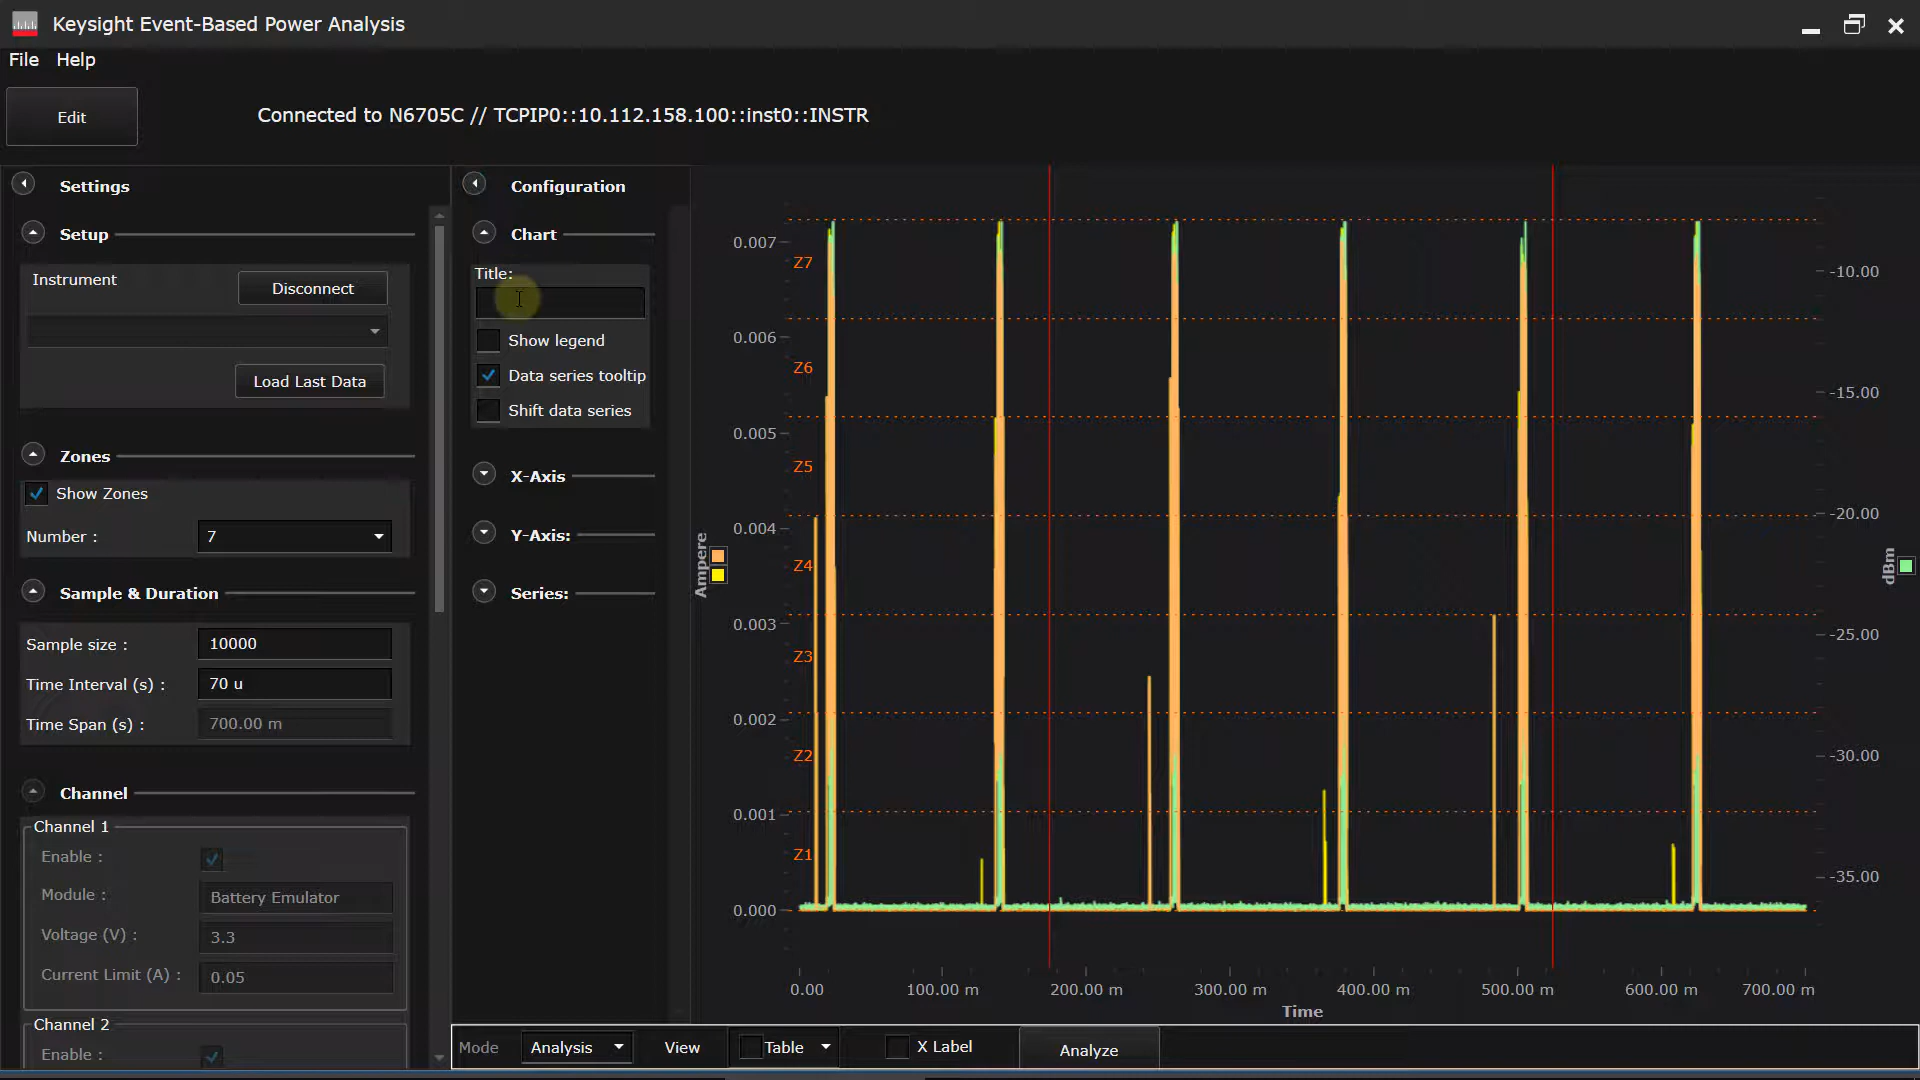 Keysight Event-Based Power Analysis
File Help
Edit
Connected to N6705C // TCPIP0::10.112.158.100::inst0::INSTR
Settings
Setup
Instrument
Disconnect
Load Last Data
Zones
Show Zones
Number :
7
Sample & Duration
Sample size :
10000
Time Interval (s) :
70 u
Time Span (s) :
700.00 m
Channel
Channel 1
Enable :
Module :
Battery Emulator
Voltage (V) :
3.3
Current Limit (A) :
0.05
Channel 2
Enable :
Configuration
Chart
Title:
Show legend
Data series tooltip
Shift data series
X-Axis
Y-Axis:
Series:
Ampere
0.007
0.006
0.005
0.004
0.003
0.002
0.001
0.000
Z7
Z6
Z5
Z4
Z3
Z2
Z1
-10.00
-15.00
-20.00
-25.00
-30.00
-35.00
dBm
0.00
100.00 m
200.00 m
300.00 m
400.00 m
500.00 m
600.00 m
700.00 m
Time
Mode
Analysis
View
Table
X Label
Analyze